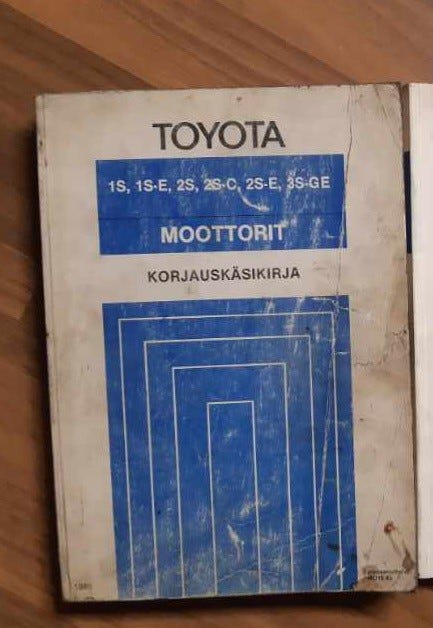 TOYOTA
1S, 1S-E, 2S, 2S-C, 2S-E, 3S-GE
MOOTTORIT
KORJAUSKÄSIKIRJA